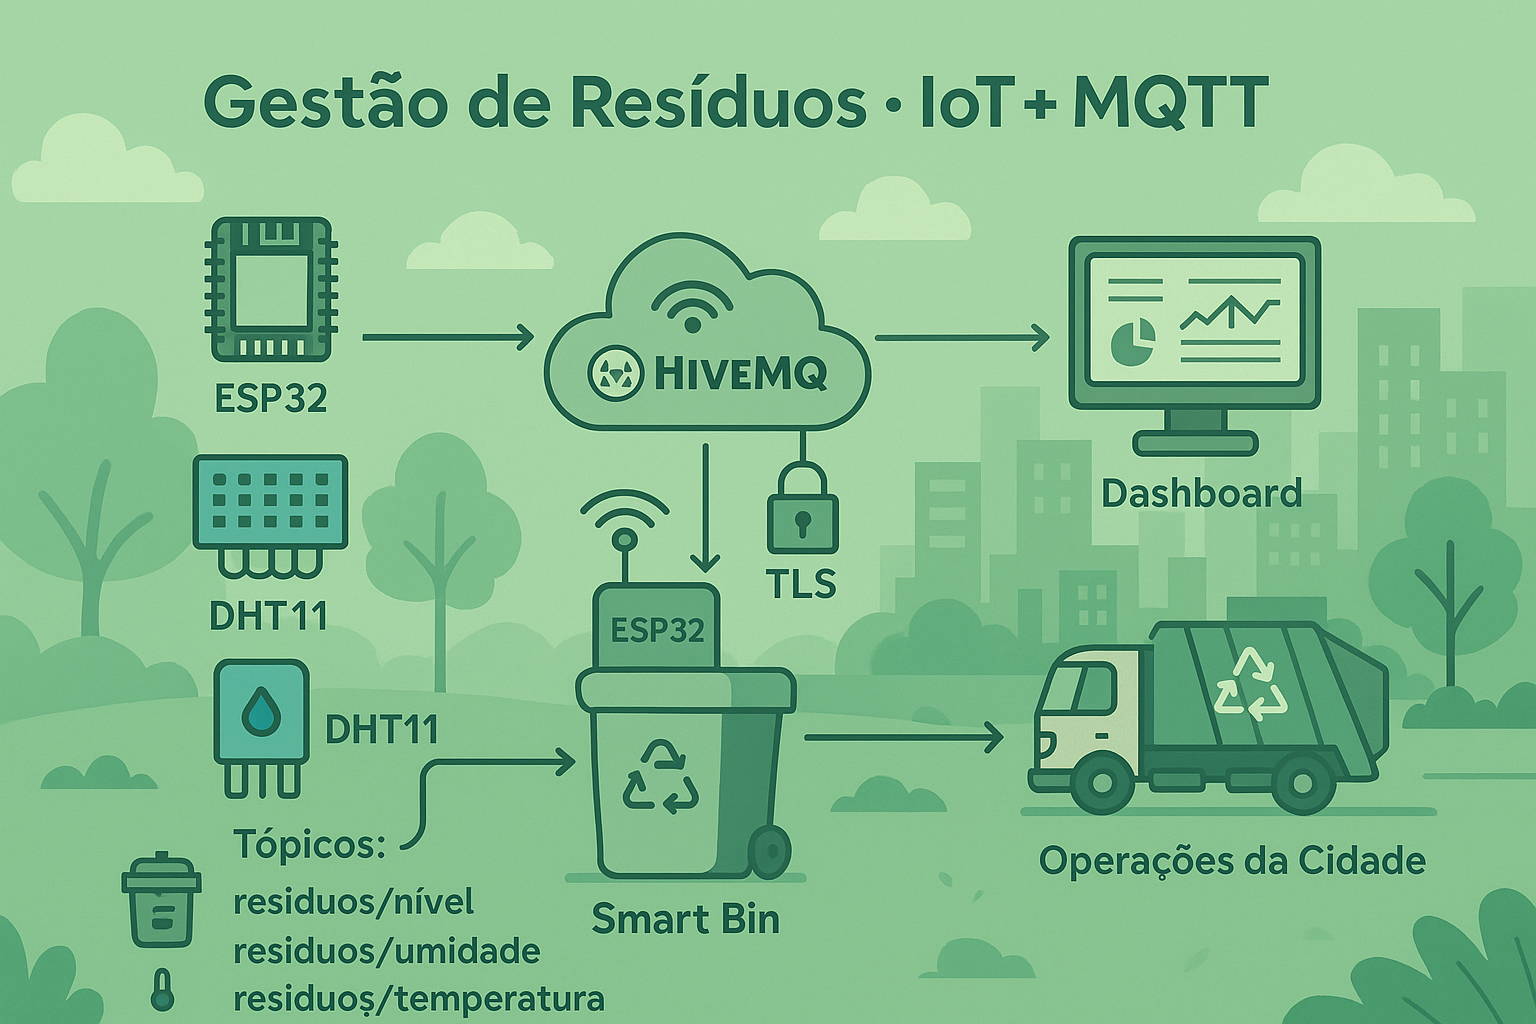 Gestão de Resíduos · IoT + MQTT
ESP32
HIVEMQ
Dashboard
DHT11
TLS
ESP32
DHT11
Tópicos:
residuos/nível
residuos/umidade
residuos/temperatura
Smart Bin
Operações da Cidade